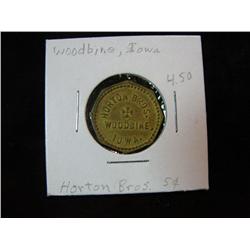 Woodbine, Iowa
4.50
HORTON BROS.
WOODBINE,
IOWA.
Horton Bros. 5¢